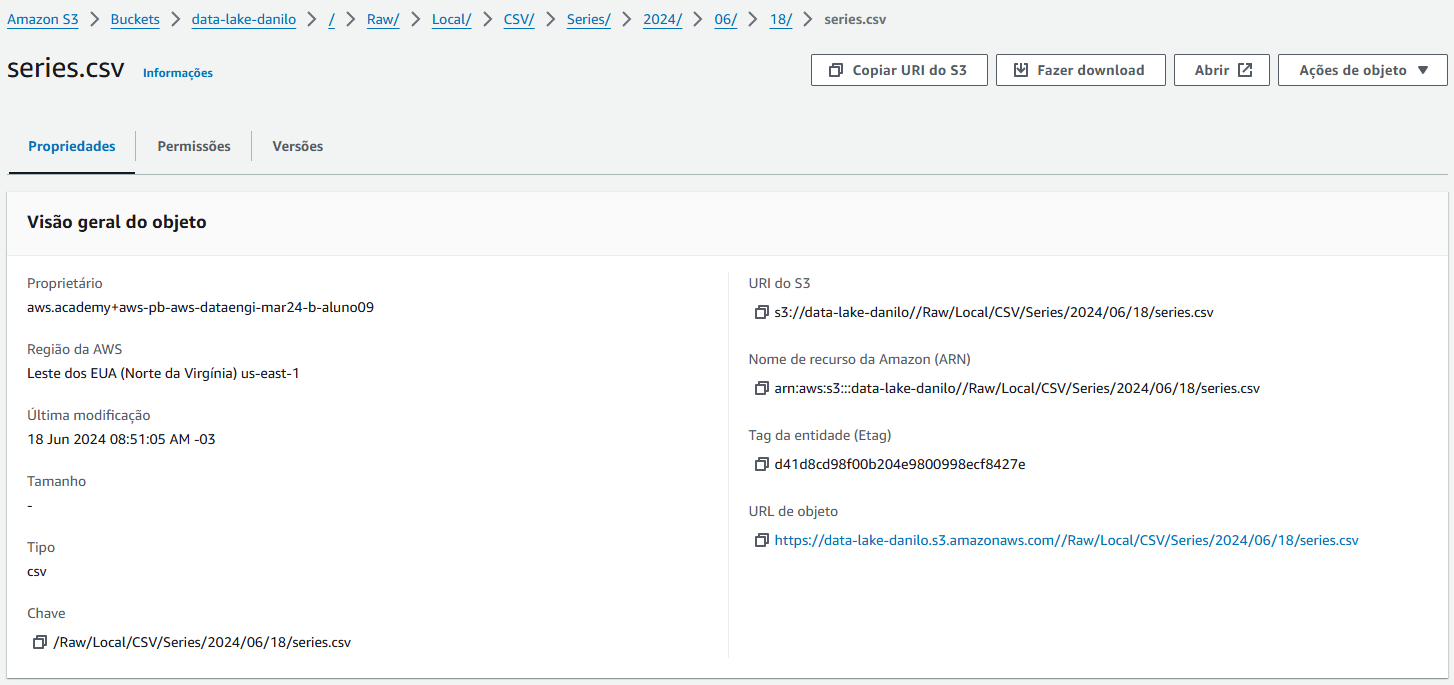 Amazon S3 > Buckets > data-lake-danilo > / > Raw/ > Local/ > CSV/ > Series/ > 2024/ > 06/ > 18/ > series.csv
series.csv Informações
Copiar URI do S3 Fazer download Abrir Ações de objeto
Propriedades Permissões Versões
Visão geral do objeto
Proprietário
aws.academy+aws-pb-aws-dataengi-mar24-b-aluno09
Região da AWS
Leste dos EUA (Norte da Virgínia) us-east-1
Última modificação
18 Jun 2024 08:51:05 AM -03
Tamanho
-
Tipo
csv
Chave
/Raw/Local/CSV/Series/2024/06/18/series.csv
URI do S3
s3://data-lake-danilo//Raw/Local/CSV/Series/2024/06/18/series.csv
Nome de recurso da Amazon (ARN)
arn:aws:s3:::data-lake-danilo//Raw/Local/CSV/Series/2024/06/18/series.csv
Tag da entidade (Etag)
d41d8cd98f00b204e9800998ecf8427e
URL de objeto
https://data-lake-danilo.s3.amazonaws.com//Raw/Local/CSV/Series/2024/06/18/series.csv